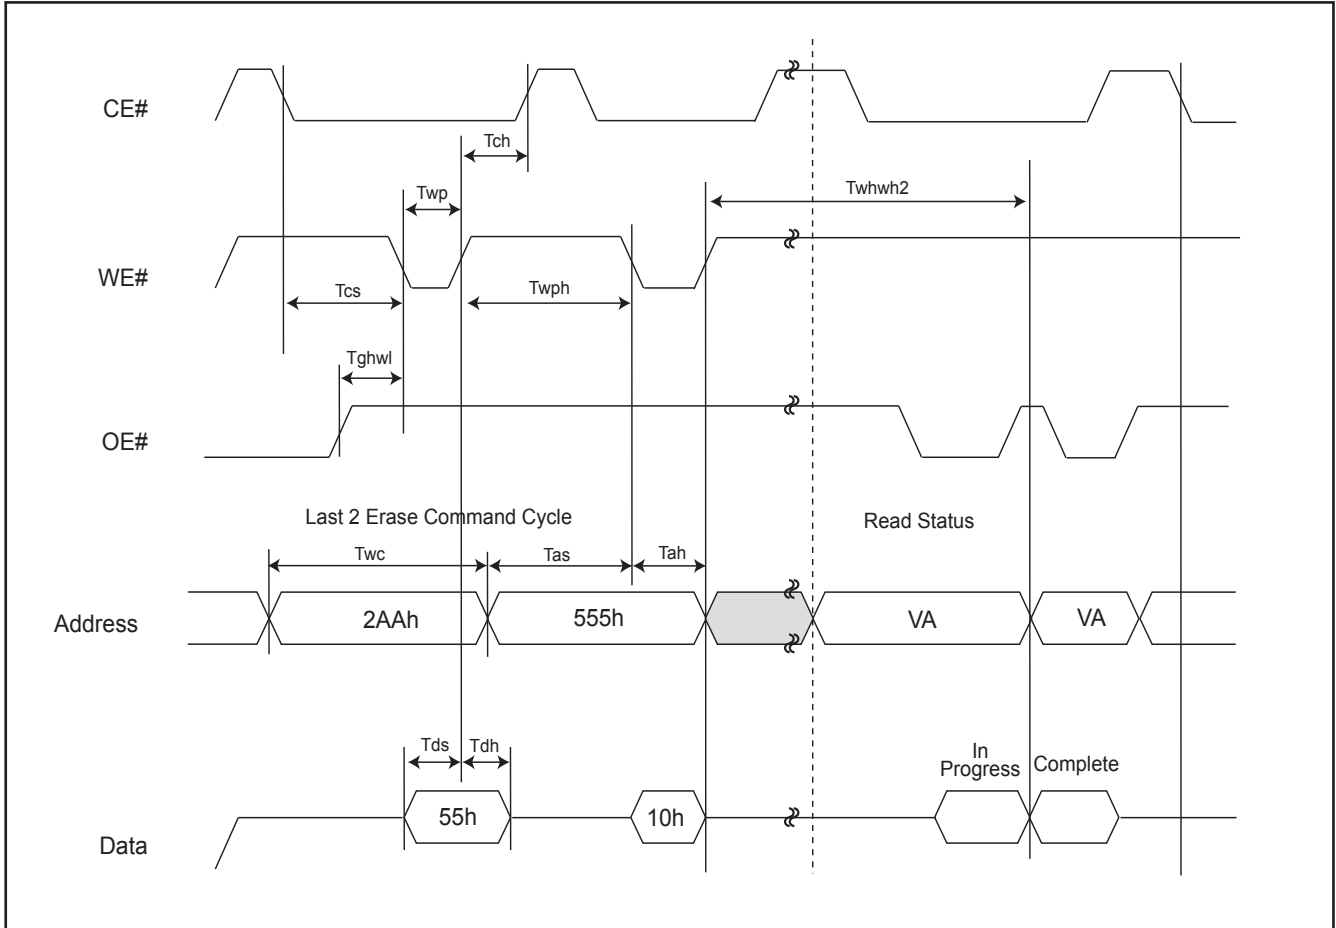 CE#
Tch
Twp
Twhwh2
WE#
Tcs
Twph
Tghwl
OE#
Last 2 Erase Command Cycle
Read Status
Twc
Tas
Tah
Address
2AAh
555h
VA
VA
Tds
Tdh
In
Progress
Complete
55h
10h
Data